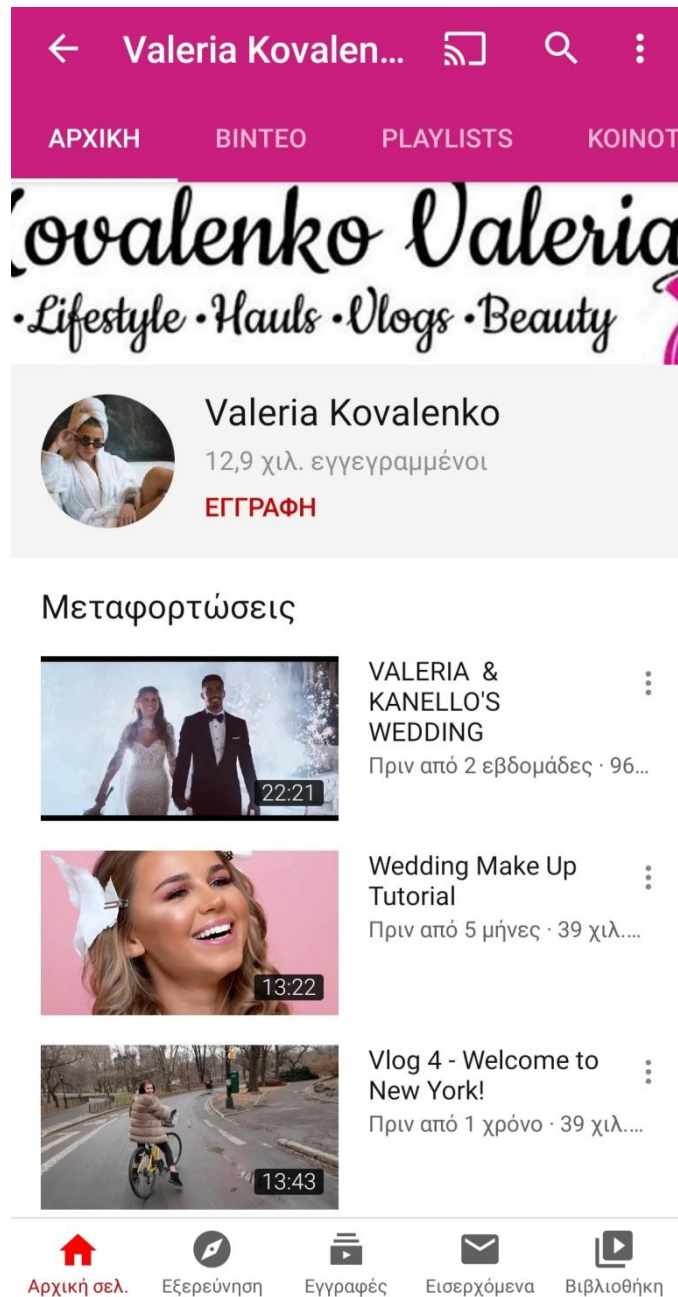 Valeria Kovalen...
ΑΡΧΙΚΗ ΒΙΝΤΕΟ PLAYLISTS ΚΟΙΝΟΤ
Kovalenko Valeria
•Lifestyle •Hauls •Vlogs •Beauty
Valeria Kovalenko
12,9 χιλ. εγγεγραμμένοι
ΕΓΓΡΑΦΗ
Μεταφορτώσεις
VALERIA &
KANELLO'S
WEDDING
Πριν από 2 εβδομάδες · 96...
22:21
Wedding Make Up
Tutorial
Πριν από 5 μήνες · 39 χιλ....
13:22
Vlog 4 - Welcome to
New York!
Πριν από 1 χρόνο · 39 χιλ....
13:43
Αρχική σελ. Εξερεύνηση Εγγραφές Εισερχόμενα Βιβλιοθήκη